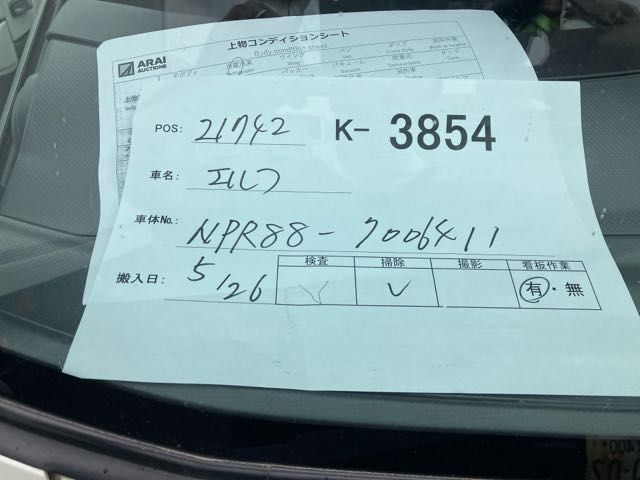 上物コンディションシート
Body condition sheet
ARAI
AUCTIONS
POS: 21742 K- 3854
車名: エルフ
車体No.: NPR88-7006411
搬入日: 5/26
検査 掃除 撮影 看板作業
レ レ 有・無